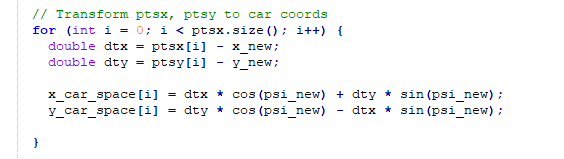 // Transform ptsx, ptsy to car coords
for (int i = 0; i < ptsx.size(); i++) {
double dtx = ptsx[i] - x_new;
double dty = ptsy[i] - y_new;
x_car_space[i] = dtx * cos(psi_new) + dty * sin(psi_new);
y_car_space[i] = dty * cos(psi_new) - dtx * sin(psi_new);
}